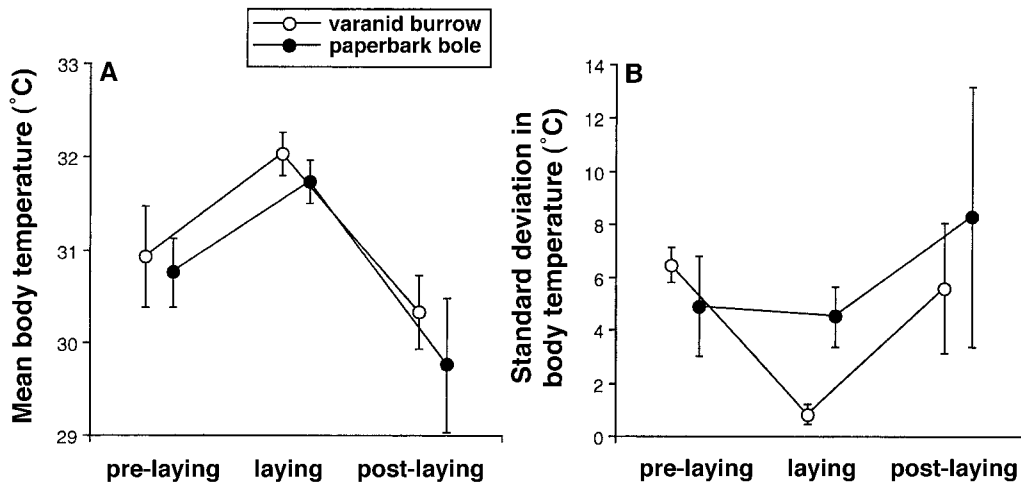 varanid burrow
paperbark bole
A
Mean body temperature (˚C)
33
32
31
30
29
pre-laying laying post-laying
B
Standard deviation in
body temperature (˚C)
14
12
10
8
6
4
2
0
pre-laying laying post-laying